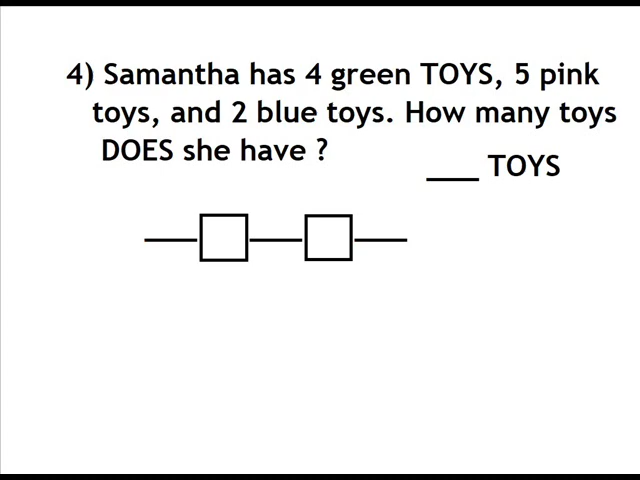 4) Samantha has 4 green TOYS, 5 pink
toys, and 2 blue toys. How many toys
DOES she have ?
___ TOYS